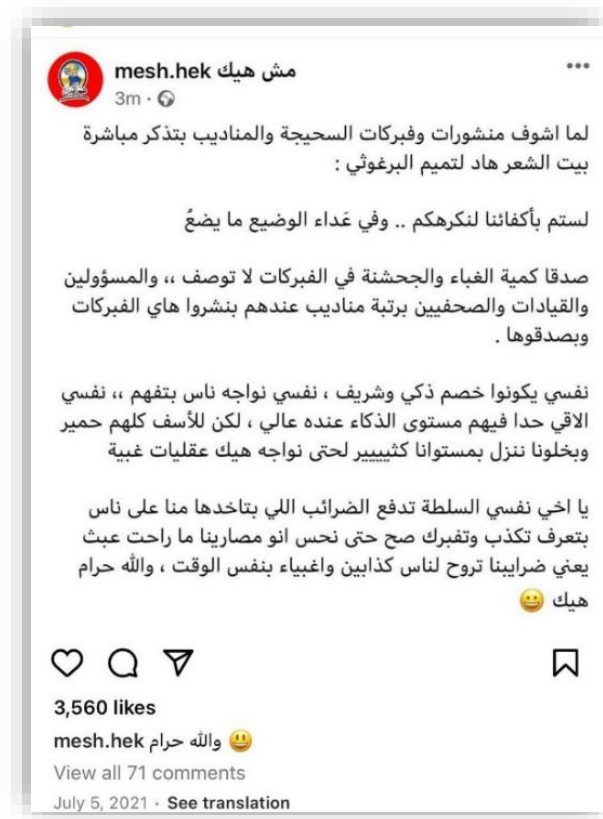 mesh.hek مش هيك
3m
لما اشوف منشورات وفبركات السحيجة والمناديب بتذكر مباشرة
بيت الشعر هاد لتميم البرغوثي :
لستم بأكفائنا لنكرهكم .. وفي عَداء الوضيع ما يضعُ
صدقا كمية الغباء والجحشنة في الفبركات لا توصف ،، والمسؤولين
والقيادات والصحفيين برتبة مناديب عندهم بنشروا هاي الفبركات
وبصدقوها .
نفسي يكونوا خصم ذكي وشريف ، نفسي نواجه ناس بتفهم ،، نفسي
الاقي حدا فيهم مستوى الذكاء عنده عالي ، لكن للأسف كلهم حمير
وبخلونا ننزل بمستوانا كثيييير لحتى نواجه هيك عقليات غبية
يا اخي نفسي السلطة تدفع الضرائب اللي بتاخدها منا على ناس
بتعرف تكذب وتفبرك صح حتى نحس انو مصارينا ما راحت عبث
يعني ضرايبنا تروح لناس كذابين واغبياء بنفس الوقت ، والله حرام
هيك 😀
3,560 likes
mesh.hek والله حرام 😀
View all 71 comments
July 5, 2021 · See translation